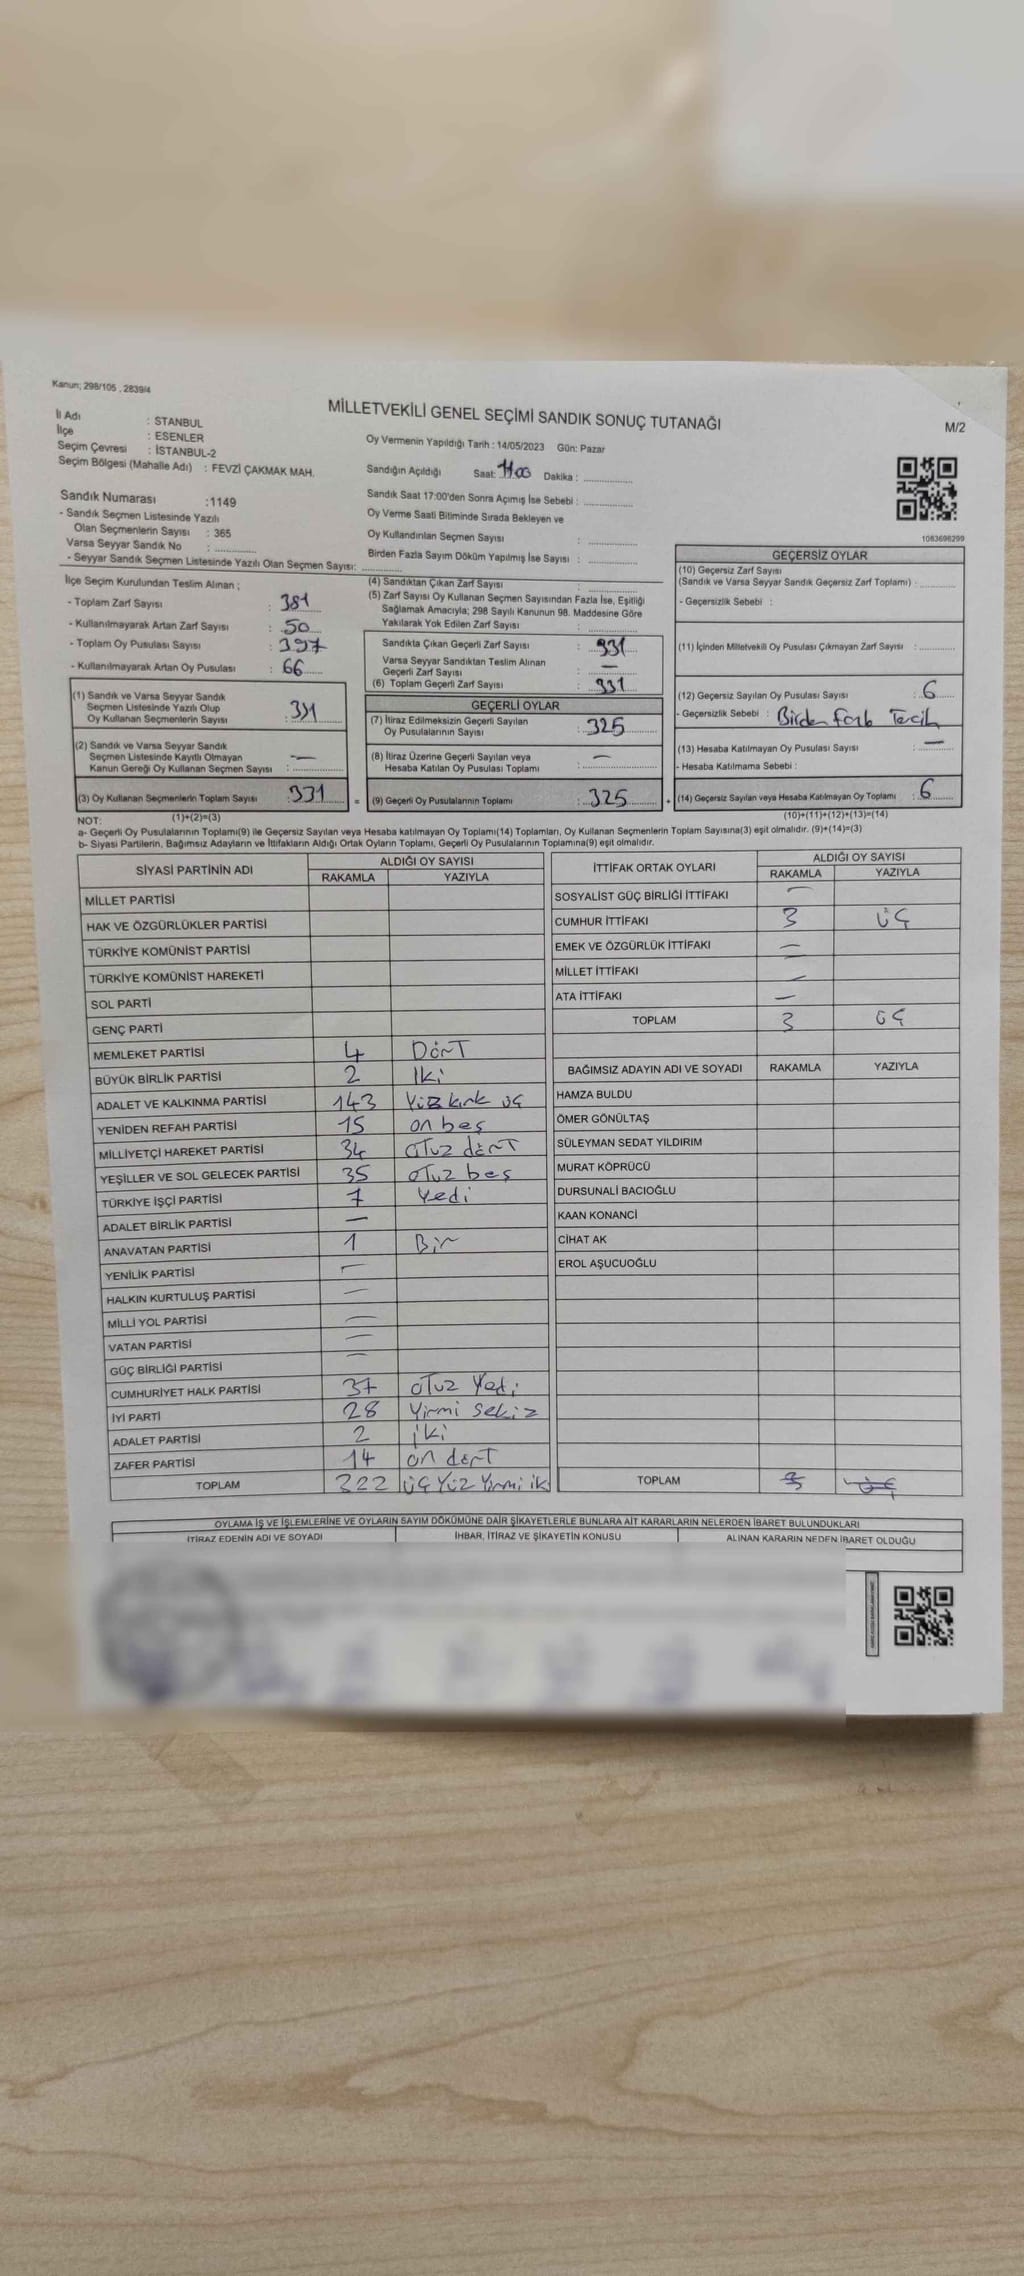 Kanun; 298/105 , 2839/4
MİLLETVEKİLİ GENEL SEÇİMİ SANDIK SONUÇ TUTANAĞI
M/2
İl Adı : STANBUL
İlçe : ESENLER
Seçim Çevresi : İSTANBUL-2
Seçim Bölgesi (Mahalle Adı) : FEVZİ ÇAKMAK MAH.
Oy Vermenin Yapıldığı Tarih : 14/05/2023 Gün: Pazar
Sandığın Açıldığı Saat: Dakika :
Sandık Saat 17:00'den Sonra Açımış İse Sebebi :
Oy Verme Saati Bitiminde Sırada Bekleyen ve
Oy Kullandırılan Seçmen Sayısı :
Birden Fazla Sayım Döküm Yapılmış İse Sayısı :
1083698299
Sandık Numarası :1149
- Sandık Seçmen Listesinde Yazılı
Olan Seçmenlerin Sayısı : 365
Varsa Seyyar Sandık No :
- Seyyar Sandık Seçmen Listesinde Yazılı Olan Seçmen Sayısı:
İlçe Seçim Kurulundan Teslim Alınan ;
- Toplam Zarf Sayısı : 381
- Kullanılmayarak Artan Zarf Sayısı : 50
- Toplam Oy Pusulası Sayısı : 397
- Kullanılmayarak Artan Oy Pusulası : 66
(1) Sandık ve Varsa Seyyar Sandık
Seçmen Listesinde Yazılı Olup
Oy Kullanan Seçmenlerin Sayısı : 331
(2) Sandık ve Varsa Seyyar Sandık
Seçmen Listesinde Kayıtlı Olmayan
Kanun Gereği Oy Kullanan Seçmen Sayısı : —
(3) Oy Kullanan Seçmenlerin Toplam Sayısı : 331
(1)+(2)=(3)
(4) Sandıktan Çıkan Zarf Sayısı :
(5) Zarf Sayısı Oy Kullanan Seçmen Sayısından Fazla İse, Eşitliği
Sağlamak Amacıyla; 298 Sayılı Kanunun 98. Maddesine Göre
Yakılarak Yok Edilen Zarf Sayısı :
Sandıkta Çıkan Geçerli Zarf Sayısı : 331
Varsa Seyyar Sandıktan Teslim Alınan
Geçerli Zarf Sayısı : —
(6) Toplam Geçerli Zarf Sayısı : 331
GEÇERLİ OYLAR
(7) İtiraz Edilmeksizin Geçerli Sayılan
Oy Pusulalarının Sayısı : 325
(8) İtiraz Üzerine Geçerli Sayılan veya
Hesaba Katılan Oy Pusulası Toplamı : —
= (9) Geçerli Oy Pusulalarının Toplamı : 325
GEÇERSİZ OYLAR
(10) Geçersiz Zarf Sayısı
(Sandık ve Varsa Seyyar Sandık Geçersiz Zarf Toplamı) :
- Geçersizlik Sebebi :
(11) İçinden Milletvekili Oy Pusulası Çıkmayan Zarf Sayısı :
(12) Geçersiz Sayılan Oy Pusulası Sayısı : 6
- Geçersizlik Sebebi : Birden Tercih
(13) Hesaba Katılmayan Oy Pusulası Sayısı : —
- Hesaba Katılmama Sebebi :
+ (14) Geçersiz Sayılan veya Hesaba Katılmayan Oy Toplamı : 6
(10)+(11)+(12)+(13)=(14)
NOT:
a- Geçerli Oy Pusulalarının Toplamı(9) ile Geçersiz Sayılan veya Hesaba katılmayan Oy Toplamı(14) Toplamları, Oy Kullanan Seçmenlerin Toplam Sayısına(3) eşit olmalıdır. (9)+(14)=(3)
b- Siyasi Partilerin, Bağımsız Adayların ve İttifakların Aldığı Ortak Oyların Toplamı, Geçerli Oy Pusulalarının Toplamına(9) eşit olmalıdır.
SİYASİ PARTİNİN ADI
ALDIĞI OY SAYISI
RAKAMLA YAZIYLA
MİLLET PARTİSİ
HAK VE ÖZGÜRLÜKLER PARTİSİ
TÜRKİYE KOMÜNİST PARTİSİ
TÜRKİYE KOMÜNİST HAREKETİ
SOL PARTİ
GENÇ PARTİ
MEMLEKET PARTİSİ 4 Dört
BÜYÜK BİRLİK PARTİSİ 2 İki
ADALET VE KALKINMA PARTİSİ 143 Yüz kırk üç
YENİDEN REFAH PARTİSİ 15 on beş
MİLLİYETÇİ HAREKET PARTİSİ 34 otuz dört
YEŞİLLER VE SOL GELECEK PARTİSİ 35 otuz beş
TÜRKİYE İŞÇİ PARTİSİ 7 Yedi
ADALET BİRLİK PARTİSİ —
ANAVATAN PARTİSİ 1 Bir
YENİLİK PARTİSİ —
HALKIN KURTULUŞ PARTİSİ —
MİLLİ YOL PARTİSİ —
VATAN PARTİSİ —
GÜÇ BİRLİĞİ PARTİSİ —
CUMHURİYET HALK PARTİSİ 37 otuz Yedi
İYİ PARTİ 28 Yirmi sekiz
ADALET PARTİSİ 2 iki
ZAFER PARTİSİ 14 on dört
TOPLAM 322 üç Yüz Yirmi ik
İTTİFAK ORTAK OYLARI
ALDIĞI OY SAYISI
RAKAMLA YAZIYLA
SOSYALİST GÜÇ BİRLİĞİ İTTİFAKI —
CUMHUR İTTİFAKI 3 üç
EMEK VE ÖZGÜRLÜK İTTİFAKI —
MİLLET İTTİFAKI —
ATA İTTİFAKI —
TOPLAM 3 üç
BAĞIMSIZ ADAYIN ADI VE SOYADI RAKAMLA YAZIYLA
HAMZA BULDU
ÖMER GÖNÜLTAŞ
SÜLEYMAN SEDAT YILDIRIM
MURAT KÖPRÜCÜ
DURSUNALİ BACIOĞLU
KAAN KONANCİ
CİHAT AK
EROL AŞUCUOĞLU
TOPLAM 3 üç
OYLAMA İŞ VE İŞLEMLERİNE VE OYLARIN SAYIM DÖKÜMÜNE DAİR ŞİKAYETLERLE BUNLARA AİT KARARLARIN NELERDEN İBARET BULUNDUKLARI
İTİRAZ EDENİN ADI VE SOYADI
İHBAR, İTİRAZ VE ŞİKAYETİN KONUSU
ALINAN KARARIN NEDEN İBARET OLDUĞU